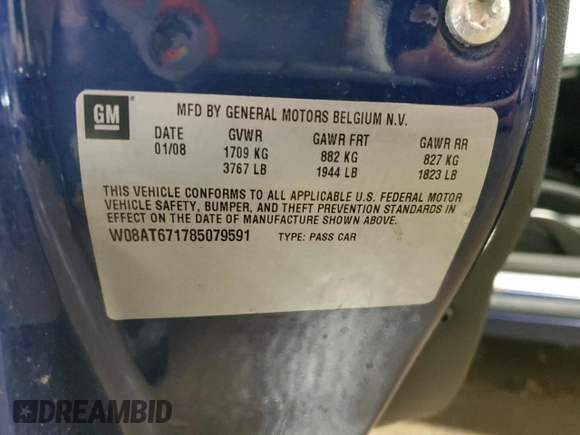 GM
MFD BY GENERAL MOTORS BELGIUM N.V.
DATE GVWR GAWR FRT GAWR RR
01/08 1709 KG 882 KG 827 KG
3767 LB 1944 LB 1823 LB
THIS VEHICLE CONFORMS TO ALL APPLICABLE U.S. FEDERAL MOTOR
VEHICLE SAFETY, BUMPER, AND THEFT PREVENTION STANDARDS IN
EFFECT ON THE DATE OF MANUFACTURE SHOWN ABOVE.
W08AT671785079591 TYPE: PASS CAR
DREAMBID